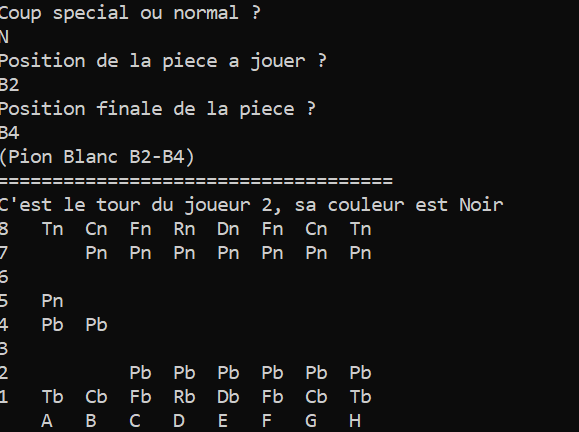 Coup special ou normal ?
N
Position de la piece a jouer ?
B2
Position finale de la piece ?
B4
(Pion Blanc B2-B4)
====================================
C'est le tour du joueur 2, sa couleur est Noir
8 Tn Cn Fn Rn Dn Fn Cn Tn
7 Pn Pn Pn Pn Pn Pn Pn
6
5 Pn
4 Pb Pb
3
2 Pb Pb Pb Pb Pb Pb
1 Tb Cb Fb Rb Db Fb Cb Tb
A B C D E F G H